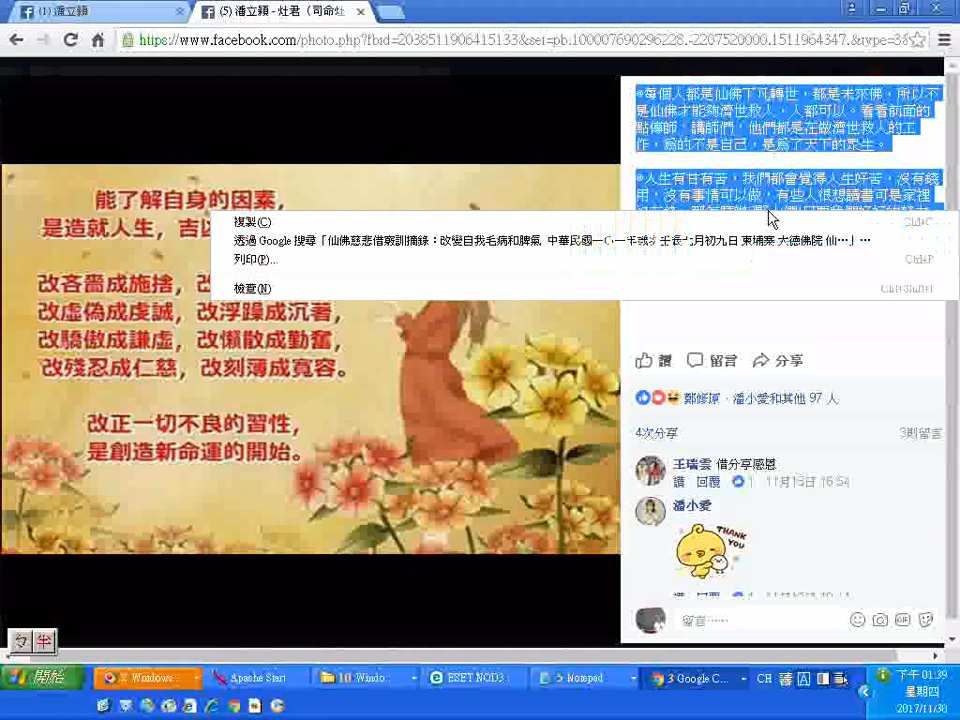 (1) 潘立穎
(5) 潘立穎 - 灶君（司命灶
https://www.facebook.com/photo.php?fbid=2038511906415133&set=pb.100007690296228.-2207520000.1511964347.&type=3&
能了解自身的因素，
是造就人生，吉凶
改吝嗇成施捨，改
改虛偽成虔誠，改浮躁成沉著，
改驕傲成謙虛，改懶散成勤奮，
改殘忍成仁慈，改刻薄成寬容。
改正一切不良的習性，
是創造新命運的開始。
◎每個人都是仙佛下凡轉世，都是未來佛，所以不
是仙佛才能夠濟世救人，人人都可以。看看前面的
點傳師，講師們，他們都是在做濟世救人的工
作，為的不是自己，是為了天下的眾生。
◎人生有甘有苦，我們都會覺得人生好苦，沒有錢
用，沒有事情可以做，有些人很想讀書可是家裡
複製(C) Ctrl+C
透過 Google 搜尋「仙佛慈悲借竅訓摘錄：改變自我毛病和脾氣 中華民國一０一年歲次壬辰七月初九日 柬埔寨 大德佛院 仙⋯」⋯
列印(P)... Ctrl+P
檢查(N) Ctrl+Shift+I
讚 留言 分享
潘小愛和其他 97 人
4次分享 3則留言
王瑞雲 借分享感恩
讚 回覆 1
潘小愛
THANK YOU
留言⋯⋯
GIF
ㄅ 半
開始
2 Windows...
Apache Start
10 Windo...
ESET NOD3
5 Notepad
3 Google C...
CH
下午 01:39
星期四
2017/11/30